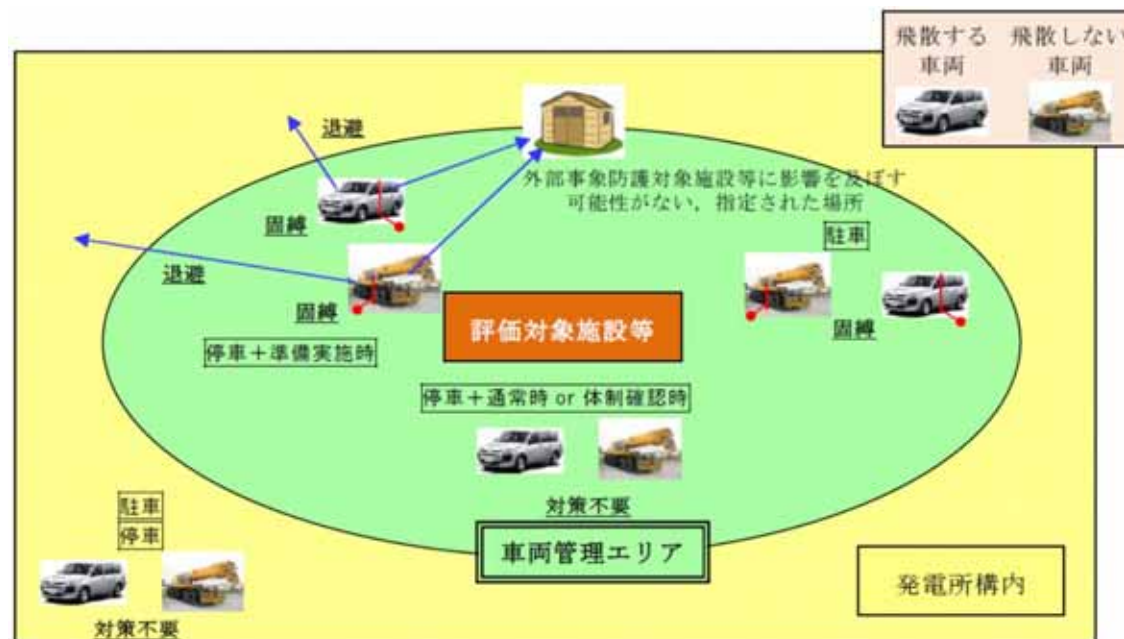 飛散する 飛散しない
車両 車両
退避
外部事象防護対象施設等に影響を及ぼす
可能性がない，指定された場所
固縛
駐車
退避
固縛
固縛
評価対象施設等
停車＋準備実施時
停車＋通常時 or 体制確認時
対策不要
駐車
停車
車両管理エリア
発電所構内
対策不要